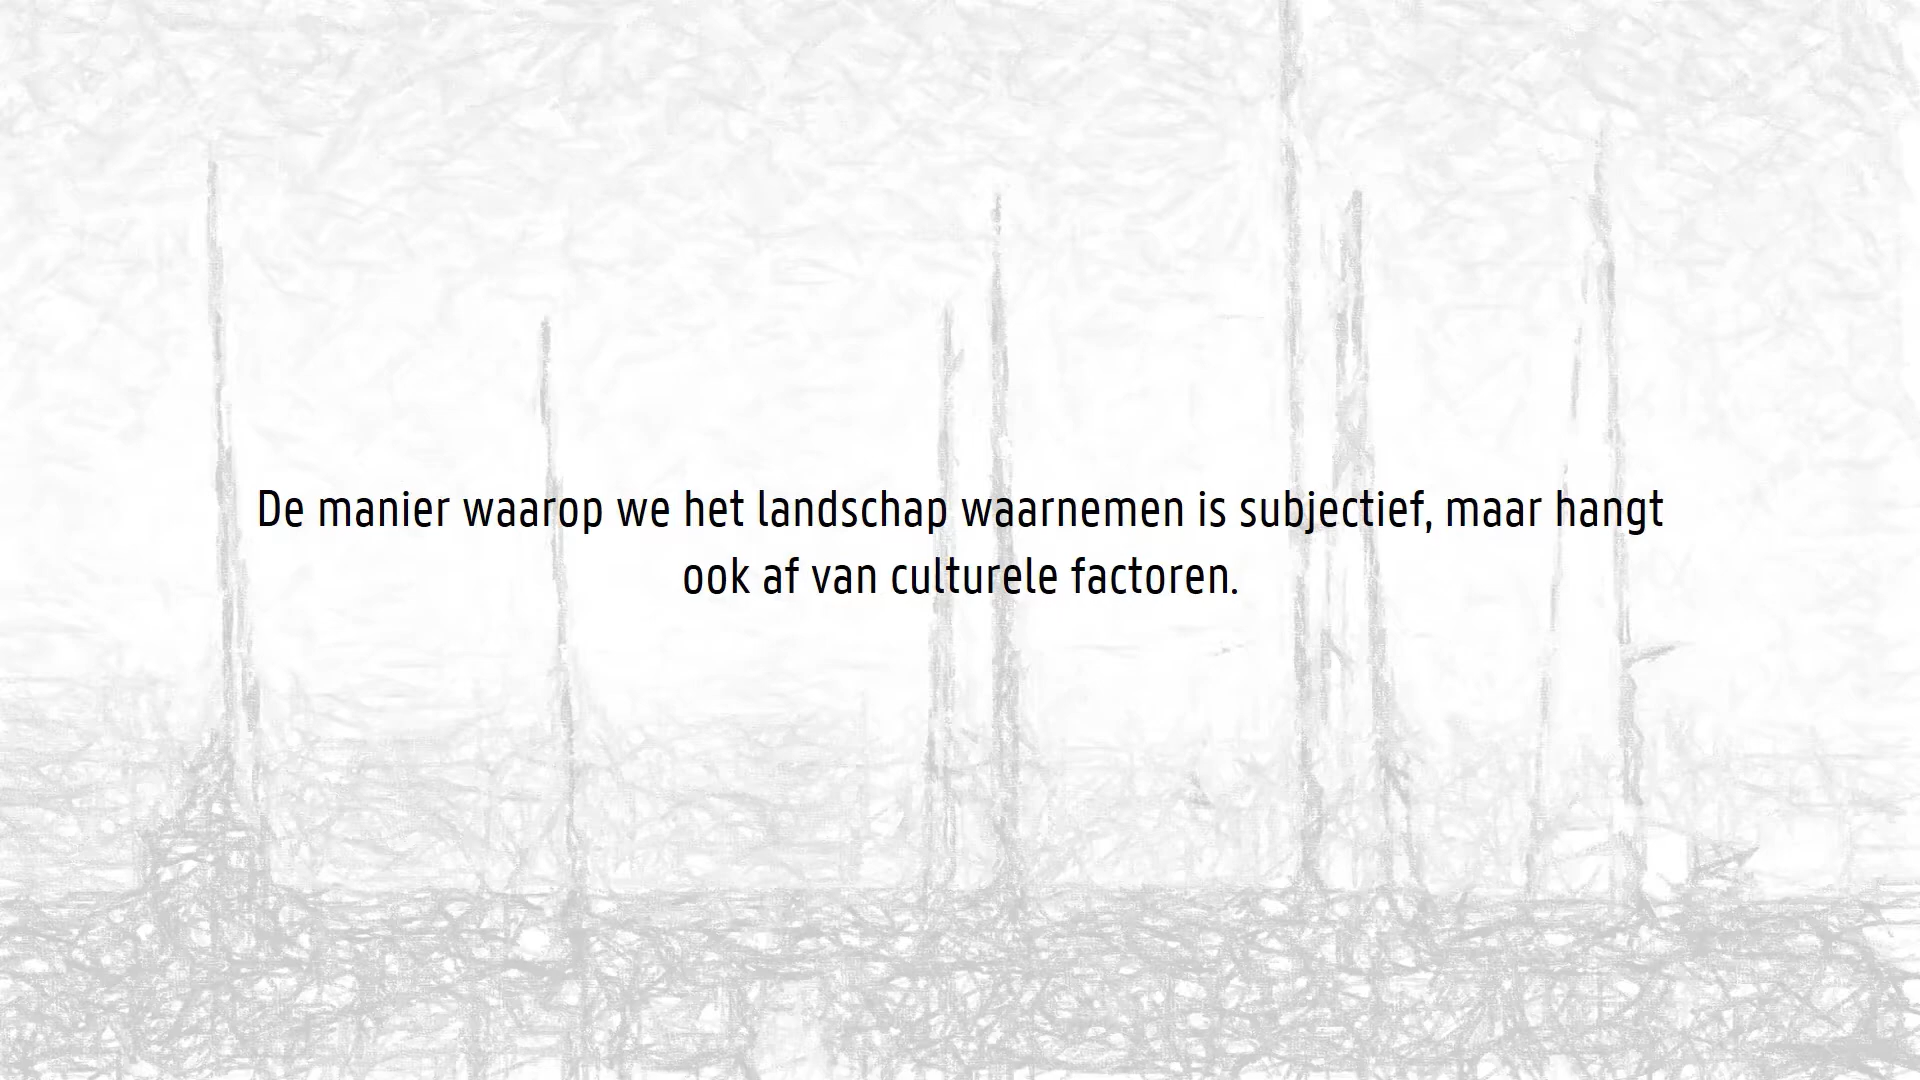 De manier waarop we het landschap waarnemen is subjectief, maar hangt
ook af van culturele factoren.